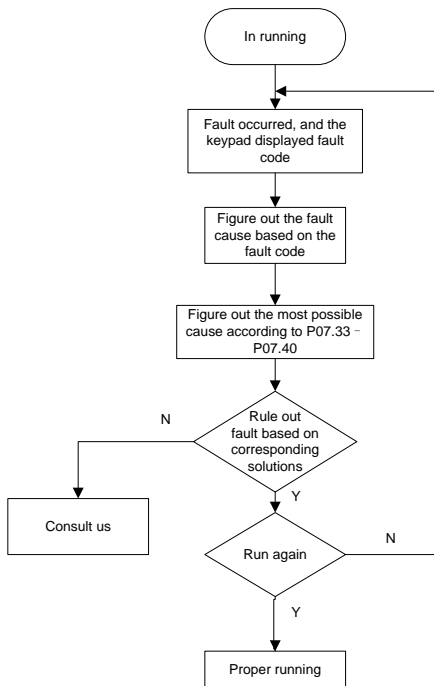 In running
Fault occurred, and the
keypad displayed fault
code
Figure out the fault
cause based on the
fault code
Figure out the most possible
cause according to P07.33–
P07.40
N
Rule out
fault based on
corresponding
solutions
Y
Consult us
Run again
N
Y
Proper running